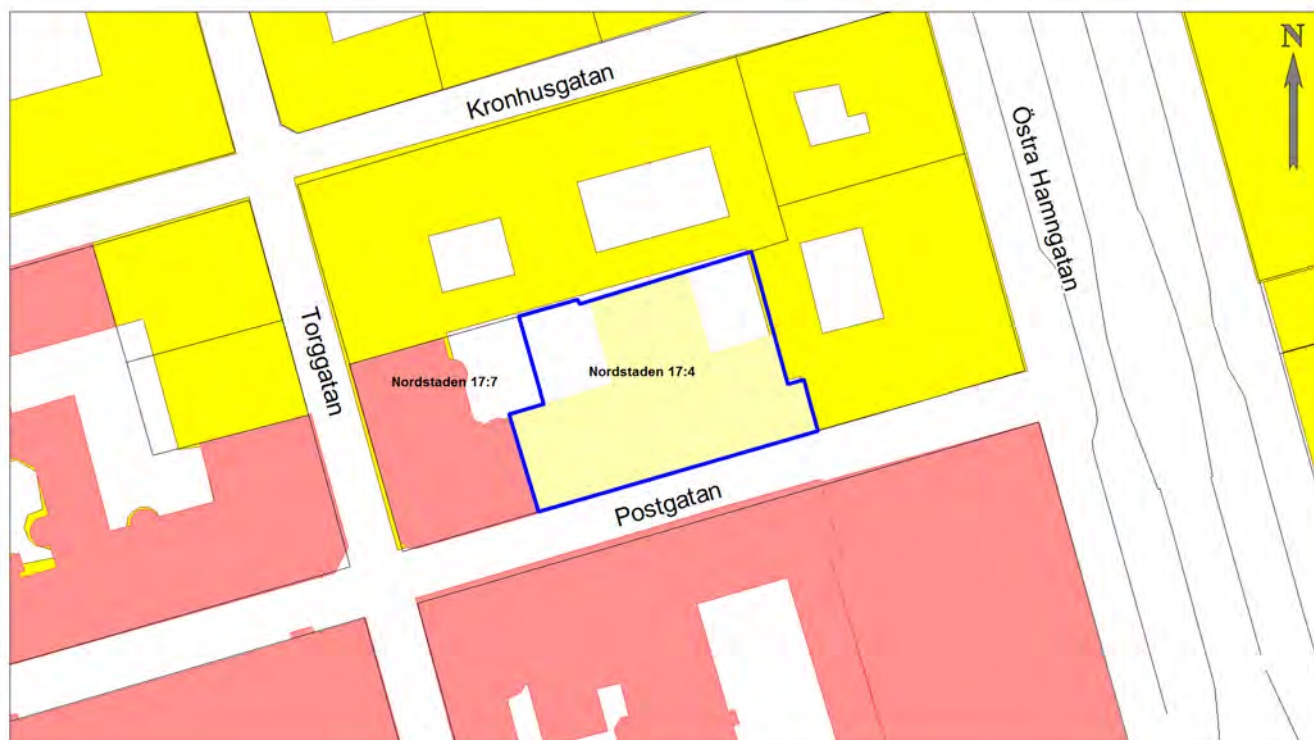 N
Kronhusgatan
Östra Hamngatan
Torggatan
Nordstaden 17:7
Nordstaden 17:4
Postgatan